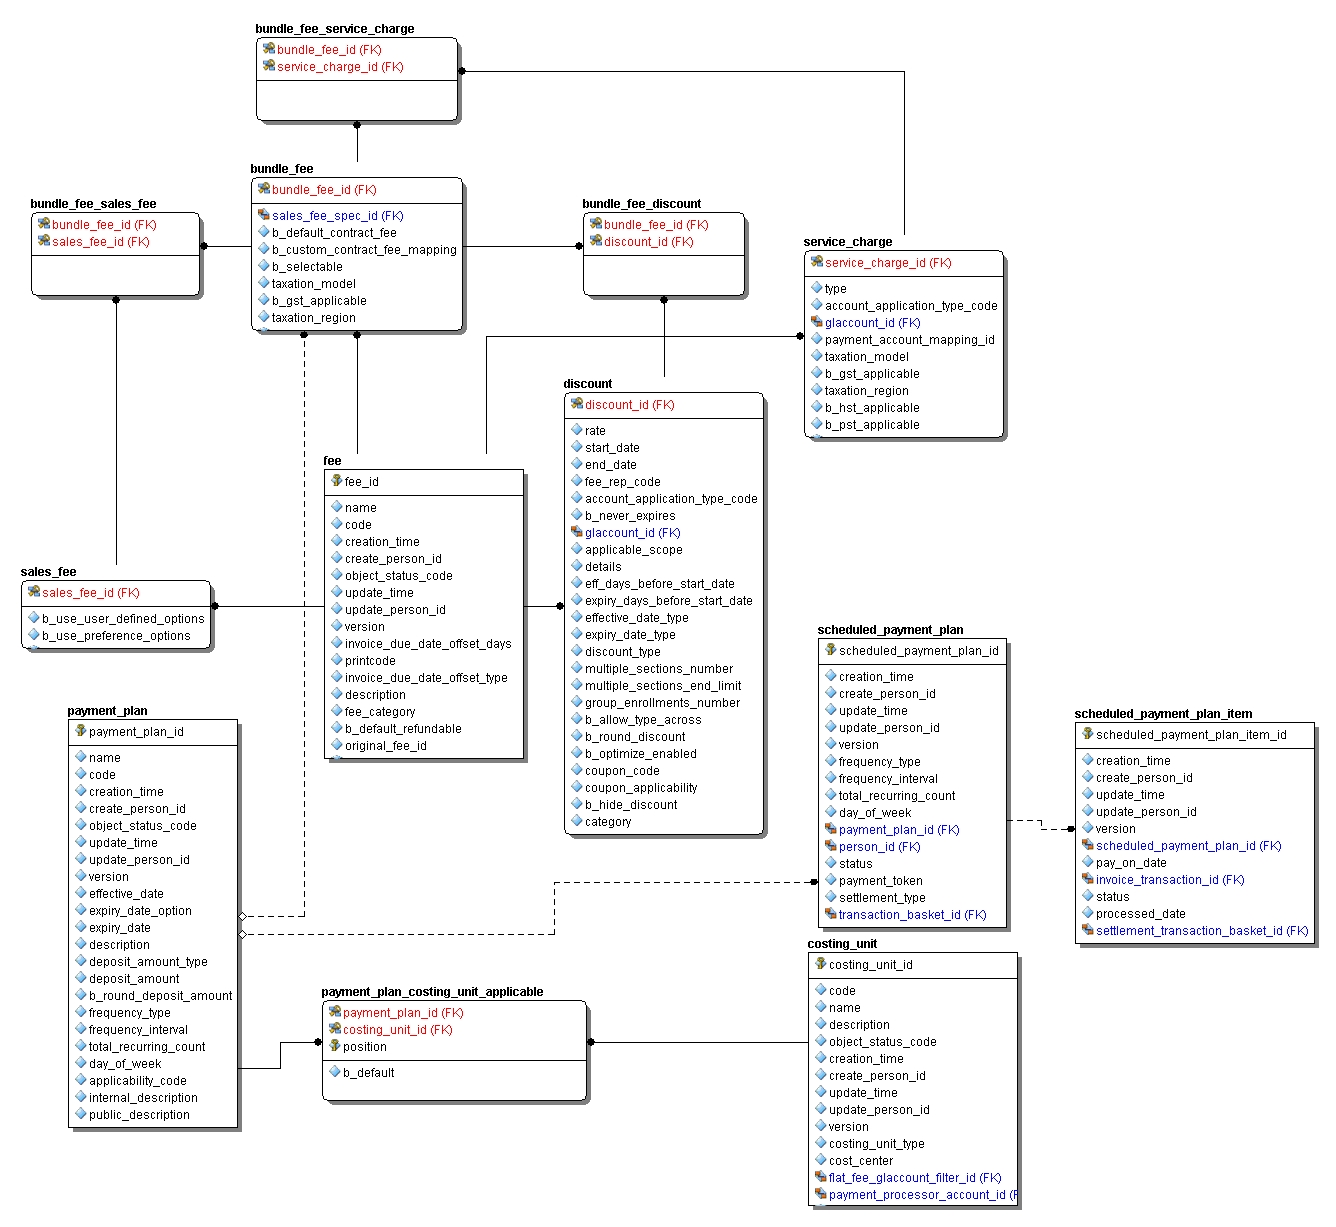 bundle_fee_service_charge
bundle_fee_id (FK)
service_charge_id (FK)
bundle_fee
bundle_fee_id (FK)
sales_fee_spec_id (FK)
b_default_contract_fee
b_custom_contract_fee_mapping
b_selectable
taxation_model
b_gst_applicable
taxation_region
bundle_fee_sales_fee
bundle_fee_id (FK)
sales_fee_id (FK)
bundle_fee_discount
bundle_fee_id (FK)
discount_id (FK)
service_charge
service_charge_id (FK)
type
account_application_type_code
glaccount_id (FK)
payment_account_mapping_id
taxation_model
b_gst_applicable
taxation_region
b_hst_applicable
b_pst_applicable
discount
discount_id (FK)
rate
start_date
end_date
fee_rep_code
account_application_type_code
b_never_expires
glaccount_id (FK)
applicable_scope
details
eff_days_before_start_date
expiry_days_before_start_date
effective_date_type
expiry_date_type
discount_type
multiple_sections_number
multiple_sections_end_limit
group_enrollments_number
b_allow_type_across
b_round_discount
b_optimize_enabled
coupon_code
coupon_applicability
b_hide_discount
category
fee
fee_id
name
code
creation_time
create_person_id
object_status_code
update_time
update_person_id
version
invoice_due_date_offset_days
printcode
invoice_due_date_offset_type
description
fee_category
b_default_refundable
original_fee_id
sales_fee
sales_fee_id (FK)
b_use_user_defined_options
b_use_preference_options
payment_plan
payment_plan_id
name
code
creation_time
create_person_id
object_status_code
update_time
update_person_id
version
effective_date
expiry_date_option
expiry_date
description
deposit_amount_type
deposit_amount
b_round_deposit_amount
frequency_type
frequency_interval
total_recurring_count
day_of_week
applicability_code
internal_description
public_description
scheduled_payment_plan
scheduled_payment_plan_id
creation_time
create_person_id
update_time
update_person_id
version
frequency_type
frequency_interval
total_recurring_count
day_of_week
payment_plan_id (FK)
person_id (FK)
status
payment_token
settlement_type
transaction_basket_id (FK)
scheduled_payment_plan_item
scheduled_payment_plan_item_id
creation_time
create_person_id
update_time
update_person_id
version
scheduled_payment_plan_id (FK)
pay_on_date
invoice_transaction_id (FK)
status
processed_date
settlement_transaction_basket_id (FK)
payment_plan_costing_unit_applicable
payment_plan_id (FK)
costing_unit_id (FK)
position
b_default
costing_unit
costing_unit_id
code
name
description
object_status_code
creation_time
create_person_id
update_time
update_person_id
version
costing_unit_type
cost_center
flat_fee_glaccount_filter_id (FK)
payment_processor_account_id (F